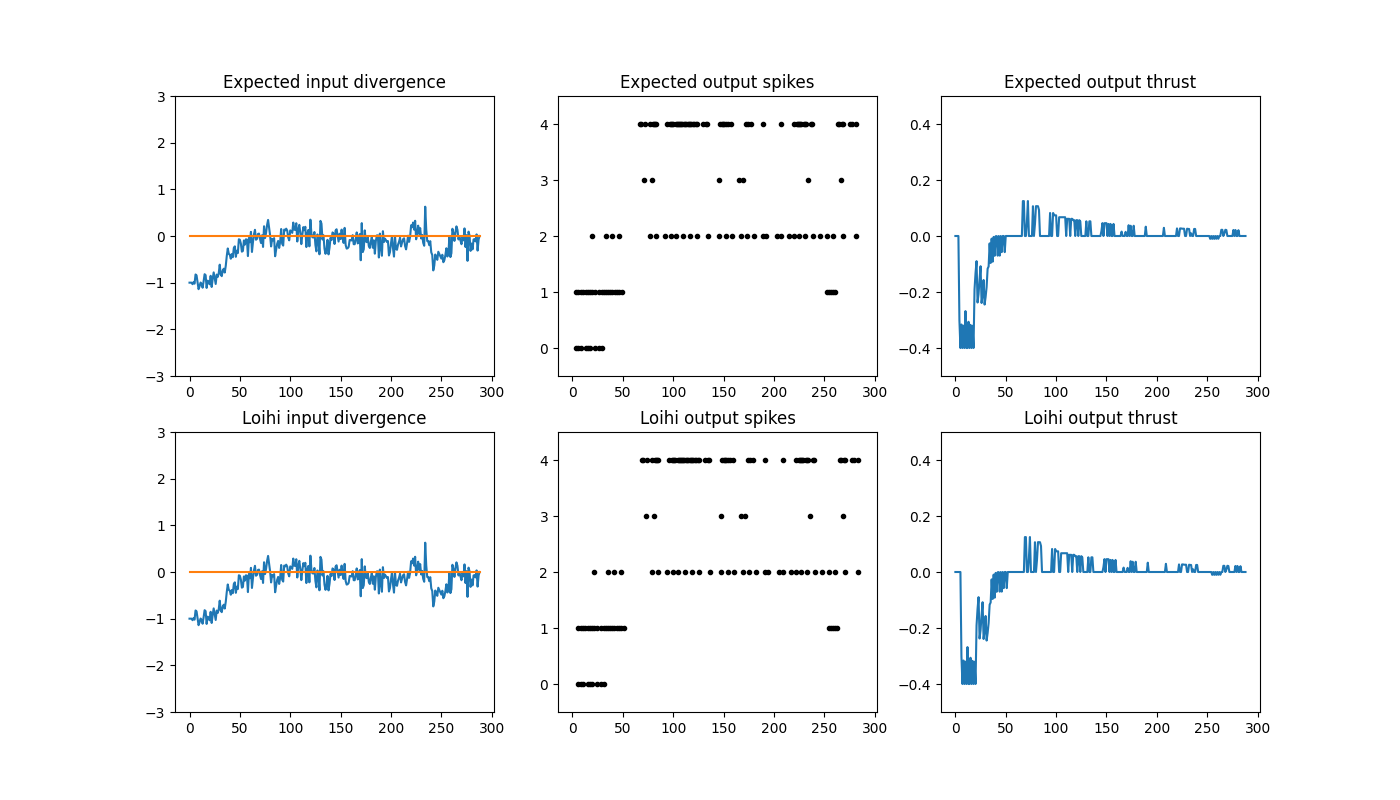 Expected input divergence
3
2
1
0
−1
−2
−3
0 50 100 150 200 250 300
Expected output spikes
4
3
2
1
0
0 50 100 150 200 250 300
Expected output thrust
0.4
0.2
0.0
−0.2
−0.4
0 50 100 150 200 250 300
Loihi input divergence
3
2
1
0
−1
−2
−3
0 50 100 150 200 250 300
Loihi output spikes
4
3
2
1
0
0 50 100 150 200 250 300
Loihi output thrust
0.4
0.2
0.0
−0.2
−0.4
0 50 100 150 200 250 300